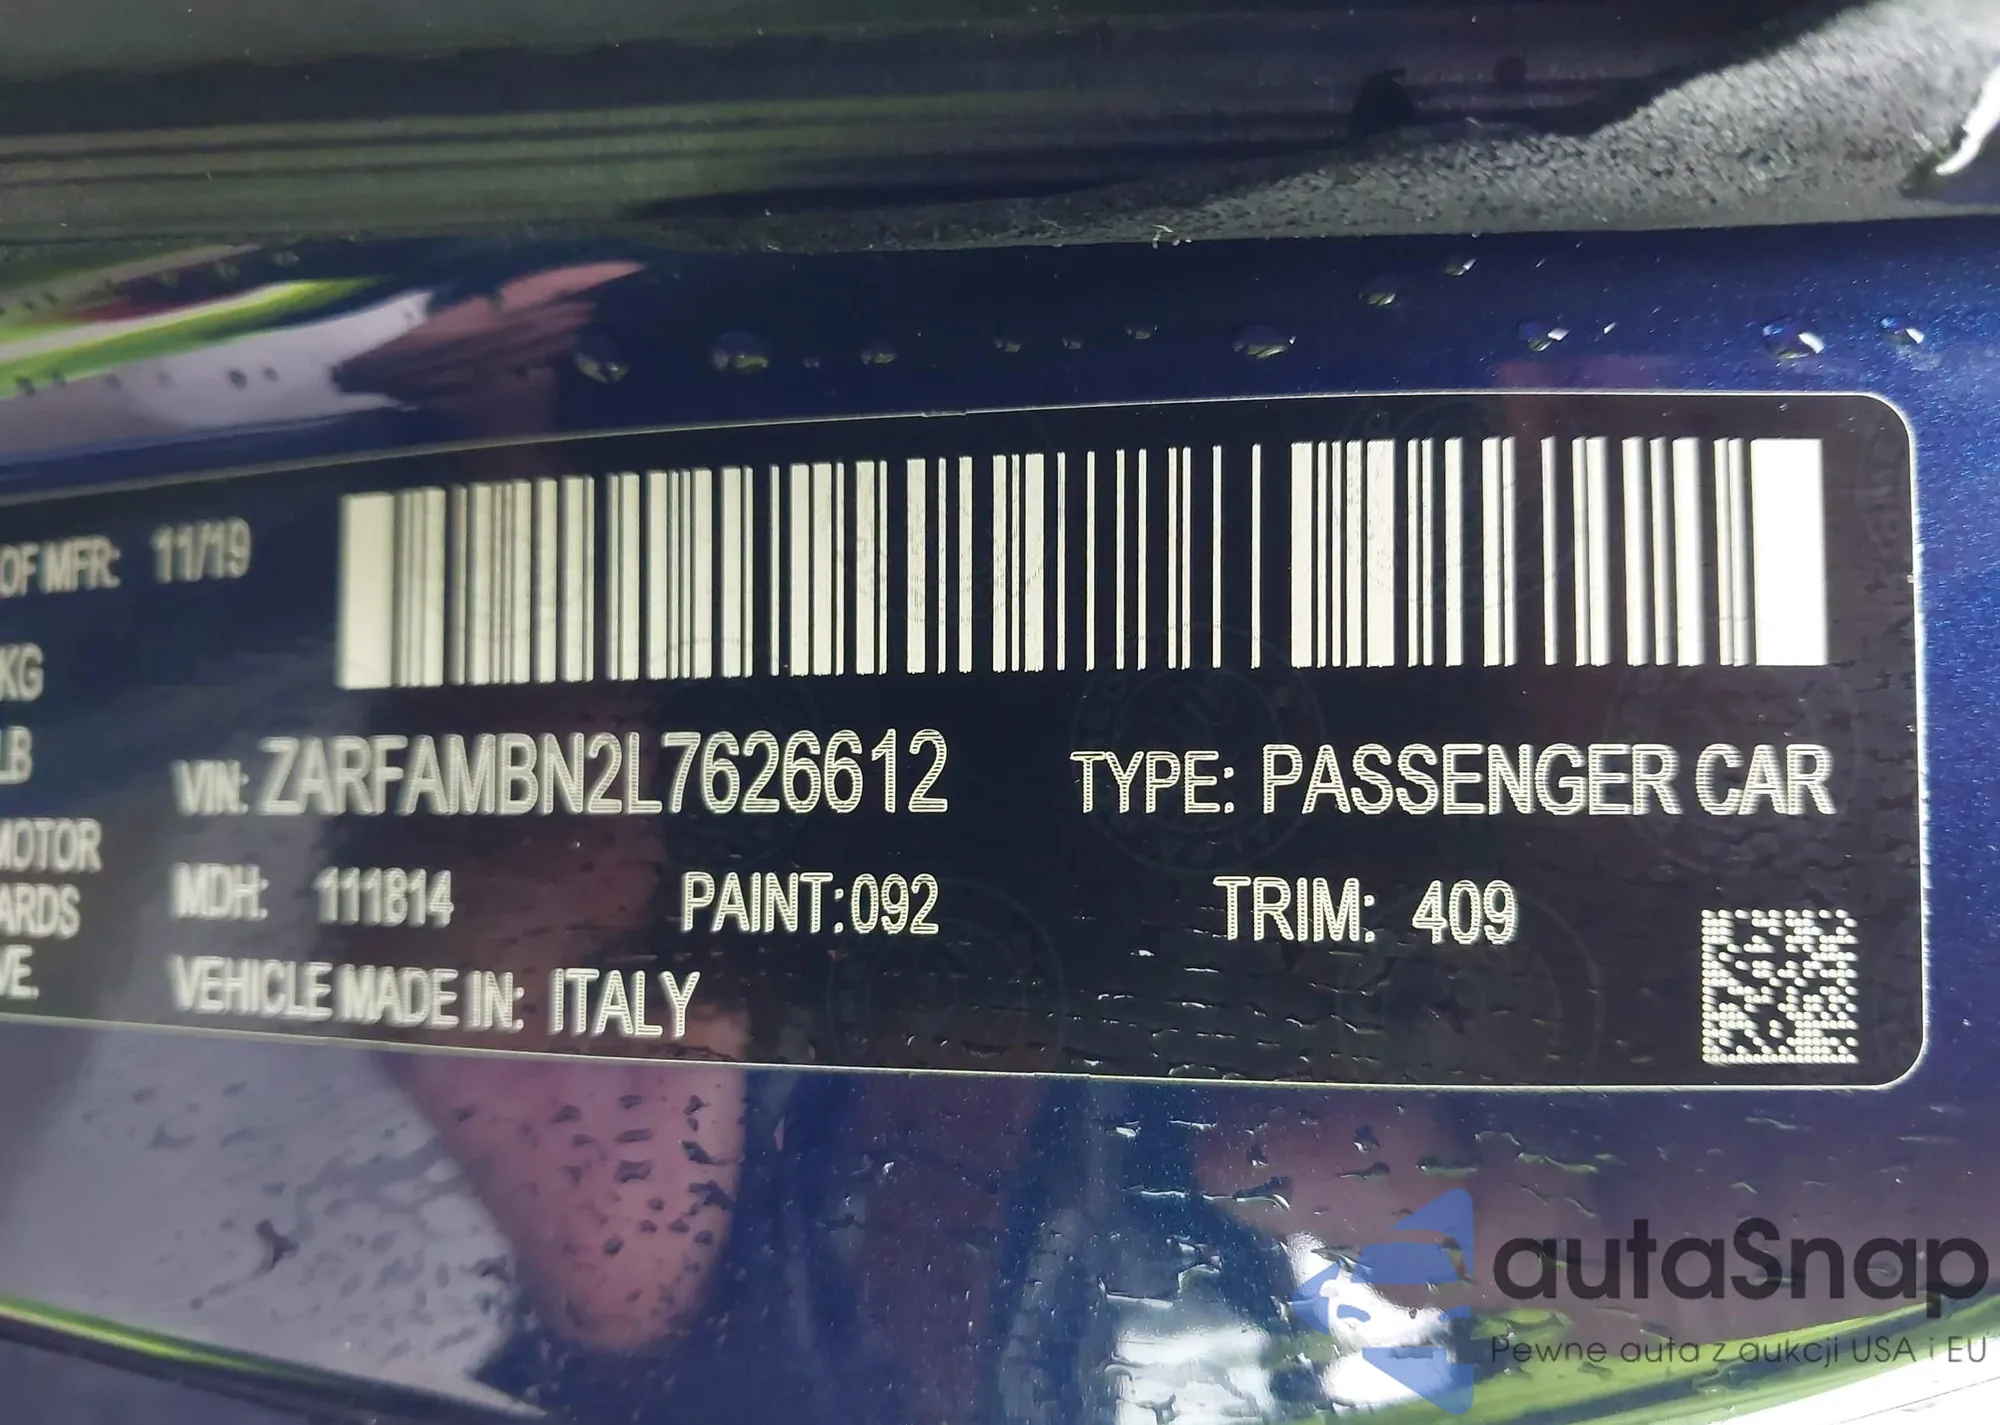 OF MFR: 11/19
KG
LB
VIN: ZARFAMBN2L7626612 TYPE: PASSENGER CAR
MOTOR
MDH: 111814 PAINT:092 TRIM: 409
ARDS
VEHICLE MADE IN: ITALY
VE.
autaSnap
Pewne auta z aukcji USA i EU